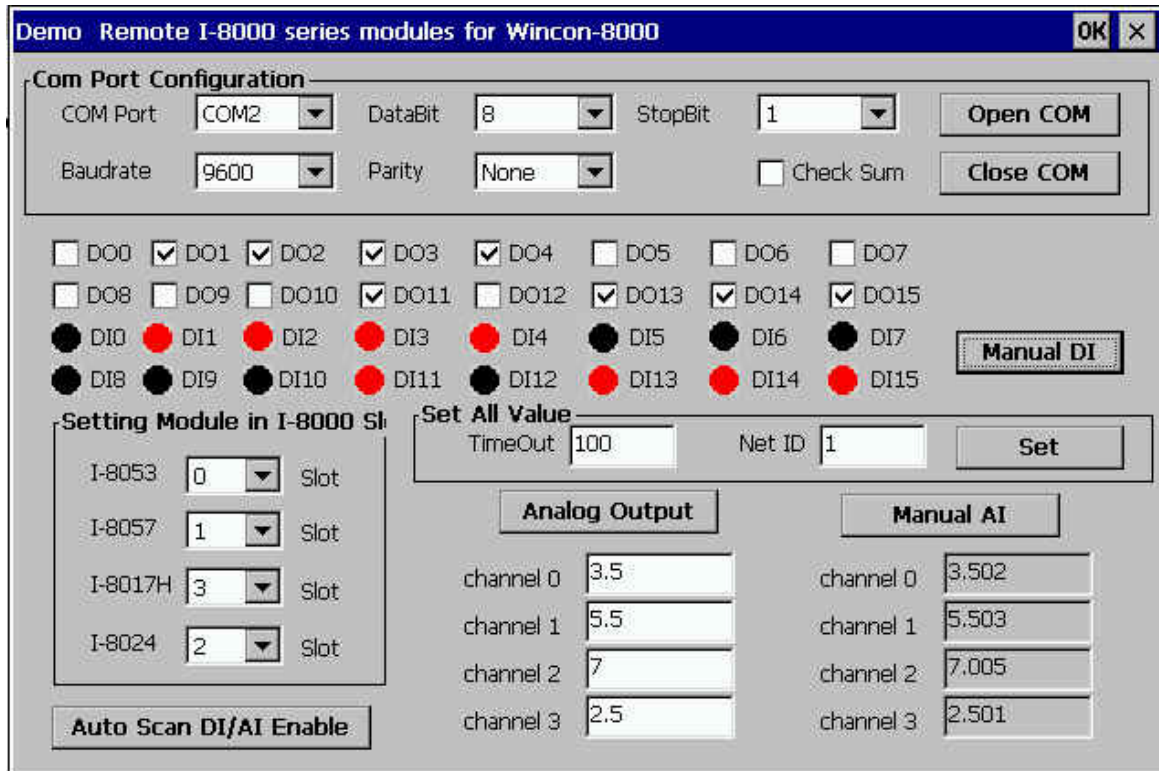 Demo Remote I-8000 series modules for Wincon-8000 OK ×
Com Port Configuration
COM Port COM2 DataBit 8 StopBit 1 Open COM
Baudrate 9600 Parity None Check Sum Close COM
DO0 DO1 DO2 DO3 DO4 DO5 DO6 DO7
DO8 DO9 DO10 DO11 DO12 DO13 DO14 DO15
DI0 DI1 DI2 DI3 DI4 DI5 DI6 DI7
Manual DI
DI8 DI9 DI10 DI11 DI12 DI13 DI14 DI15
Setting Module in I-8000 Sl
I-8053 0 Slot
I-8057 1 Slot
I-8017H 3 Slot
I-8024 2 Slot
Auto Scan DI/AI Enable
Set All Value
TimeOut 100 Net ID 1 Set
Analog Output
channel 0 3.5
channel 1 5.5
channel 2 7
channel 3 2.5
Manual AI
channel 0 3.502
channel 1 5.503
channel 2 7.005
channel 3 2.501